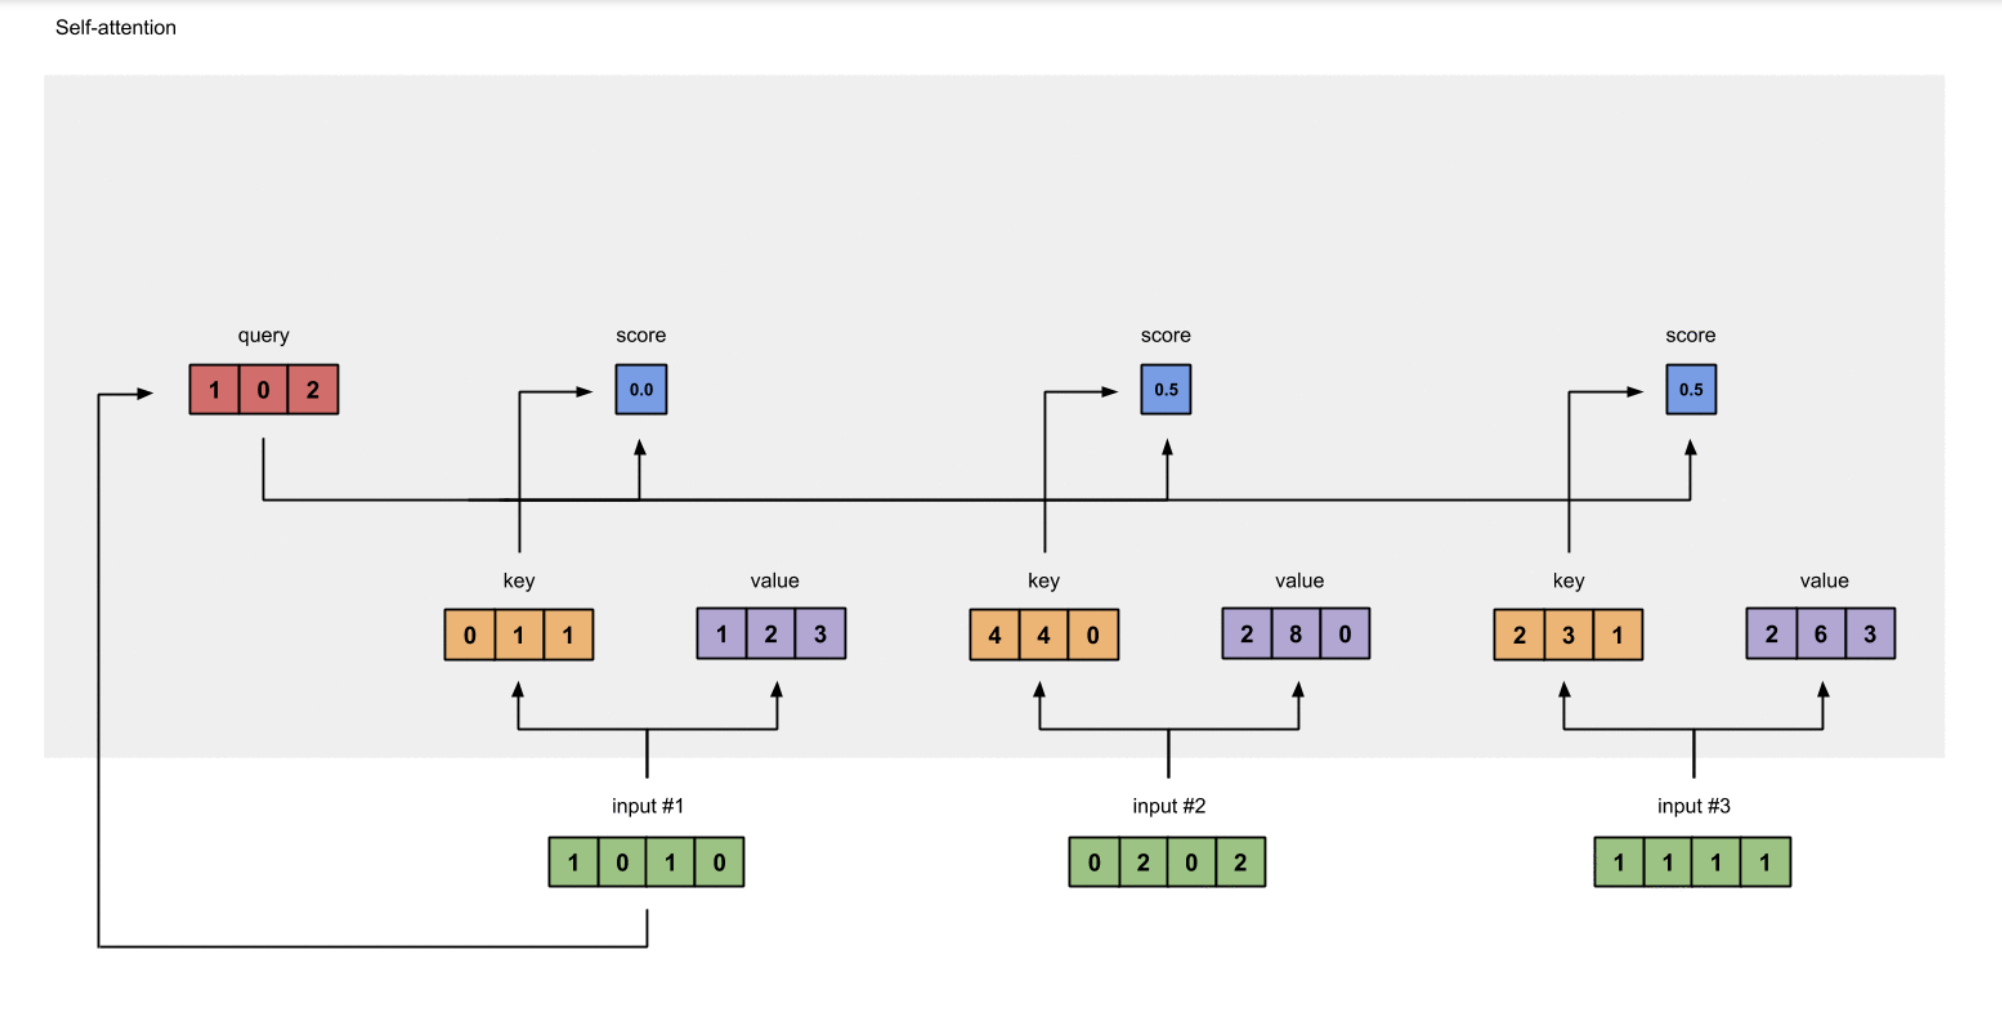 Self-attention
query score score score
1 0 2 0.0 0.5 0.5
key value key value key value
0 1 1 1 2 3 4 4 0 2 8 0 2 3 1 2 6 3
input #1 input #2 input #3
1 0 1 0 0 2 0 2 1 1 1 1